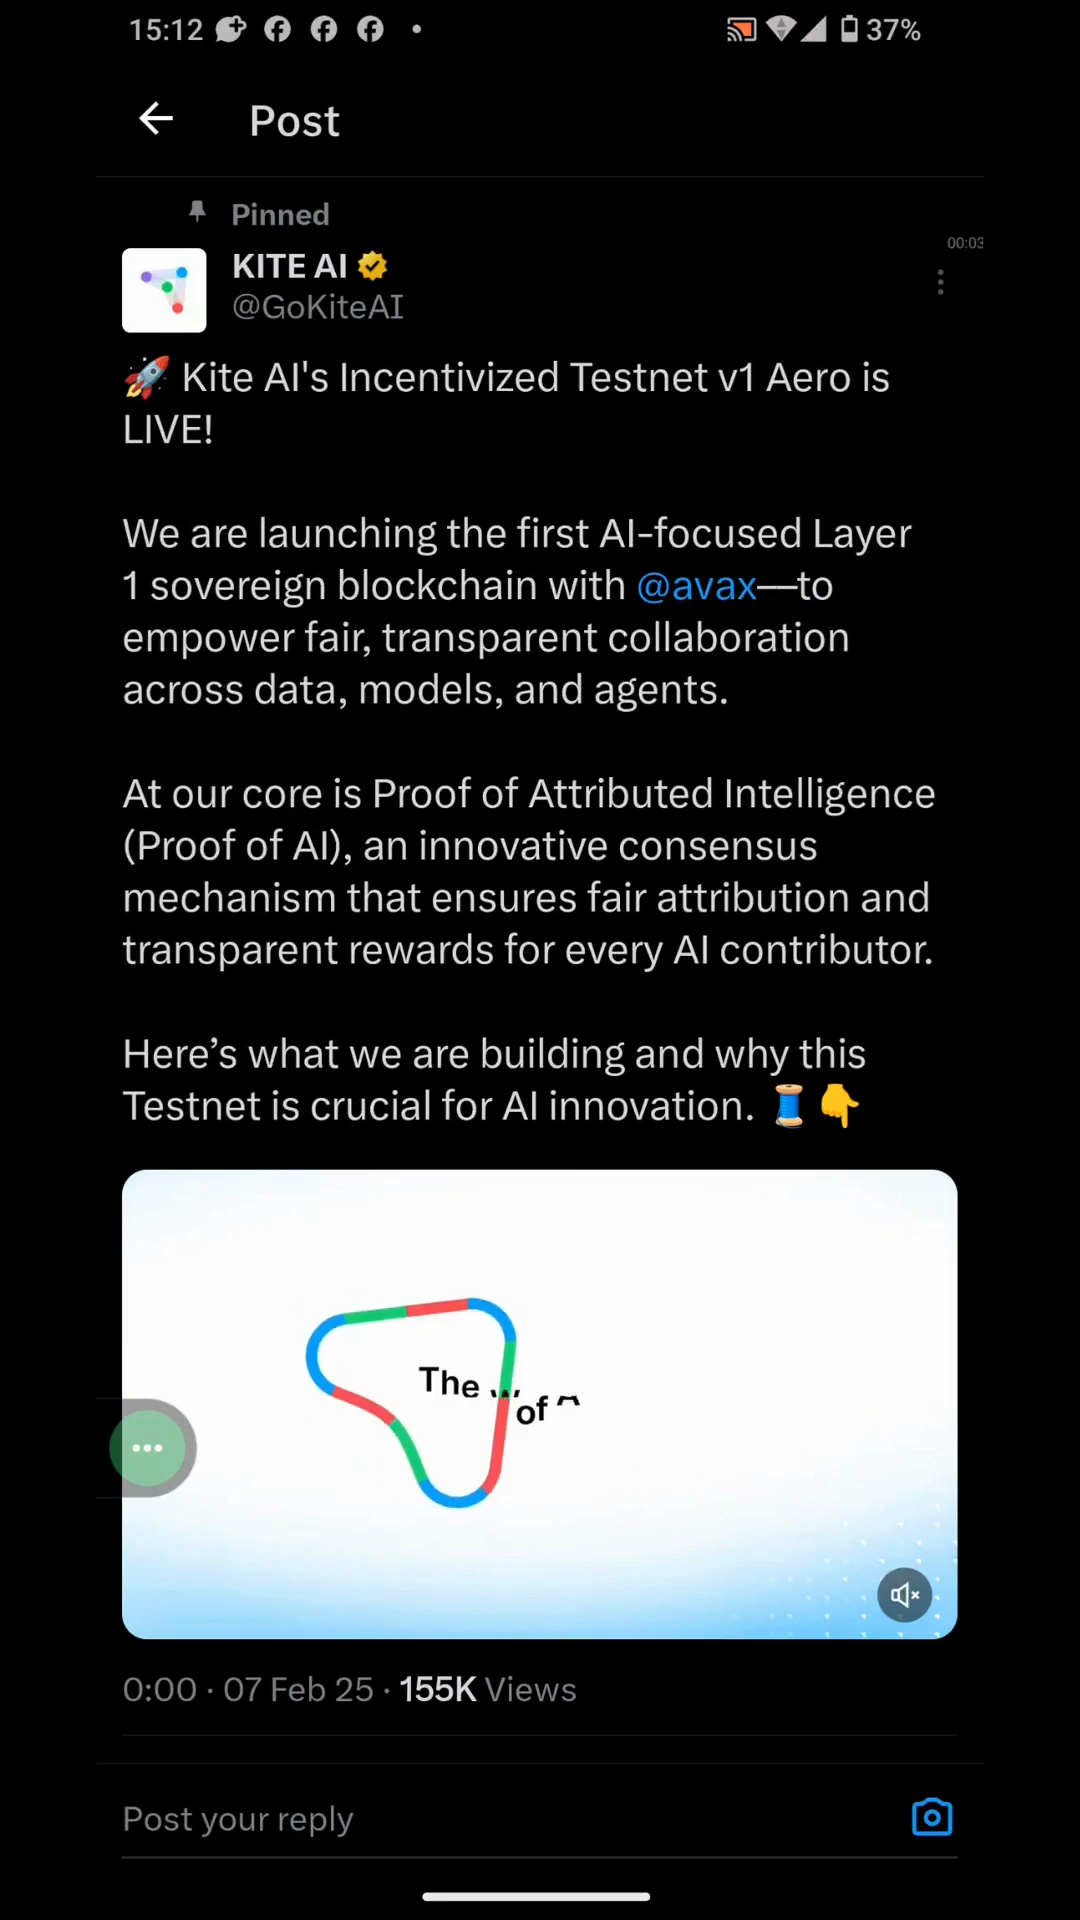 15:12
37%
Post
Pinned
00:03
KITE AI
@GoKiteAI
🚀 Kite AI's Incentivized Testnet v1 Aero is
LIVE!
We are launching the first AI-focused Layer
1 sovereign blockchain with @avax—to
empower fair, transparent collaboration
across data, models, and agents.
At our core is Proof of Attributed Intelligence
(Proof of AI), an innovative consensus
mechanism that ensures fair attribution and
transparent rewards for every AI contributor.
Here’s what we are building and why this
Testnet is crucial for AI innovation. 🧵👇
The
of
0:00 · 07 Feb 25 · 155K Views
Post your reply